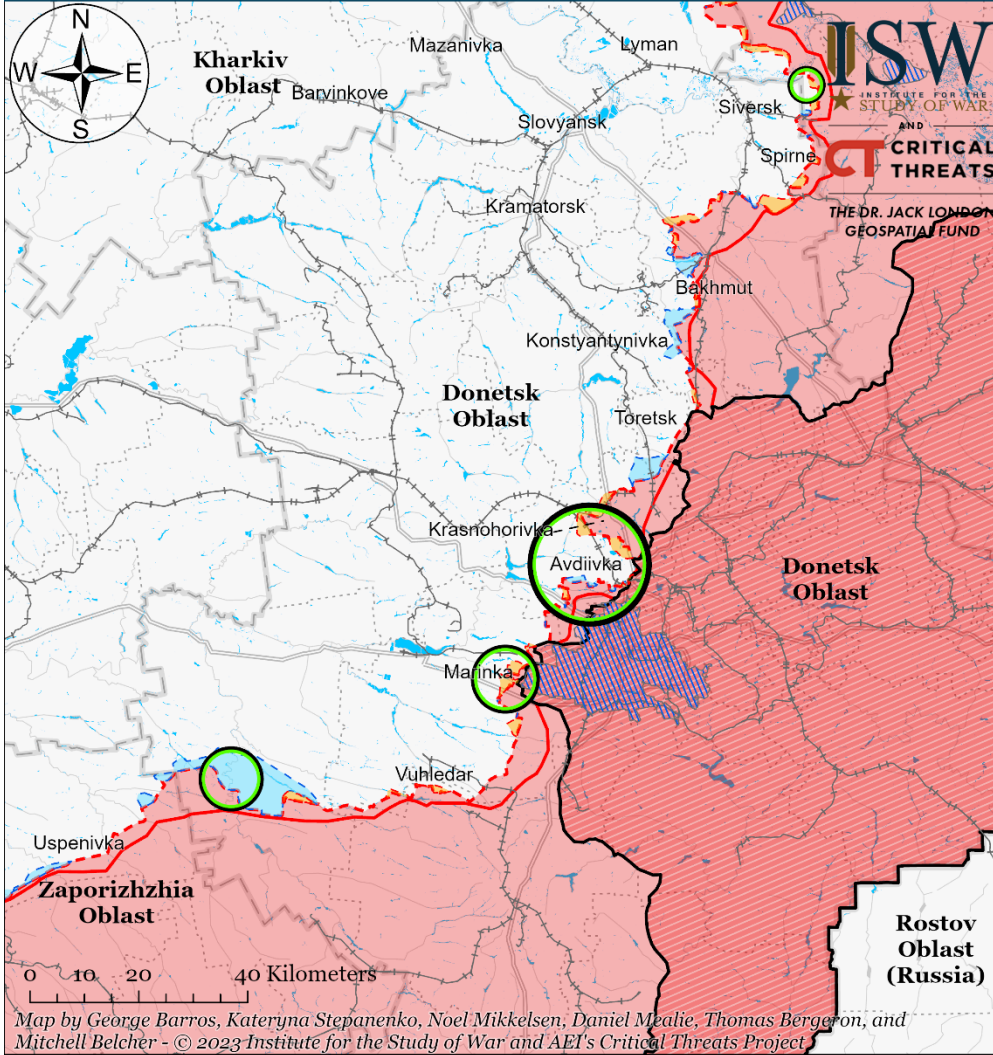 N
W E
S
Kharkiv
Oblast
Mazanivka
Lyman
Barvinkove
Slovyansk
Siversk
Spirne
Kramatorsk
ISW
INSTITUTE FOR THE
STUDY OF WAR
AND
CT CRITICAL
THREATS
THE DR. JACK LONDON
GEOSPATIAL FUND
Bakhmut
Konstyantynivka
Donetsk
Oblast
Toretsk
Krasnohorivka
Avdiivka
Donetsk
Oblast
Marinka
Vuhledar
Uspenivka
Zaporizhzhia
Oblast
Rostov
Oblast
(Russia)
0 10 20 40 Kilometers
Map by George Barros, Kateryna Stepanenko, Noel Mikkelsen, Daniel Mealie, Thomas Bergeron, and
Mitchell Belcher - © 2023 Institute for the Study of War and AEI's Critical Threats Project